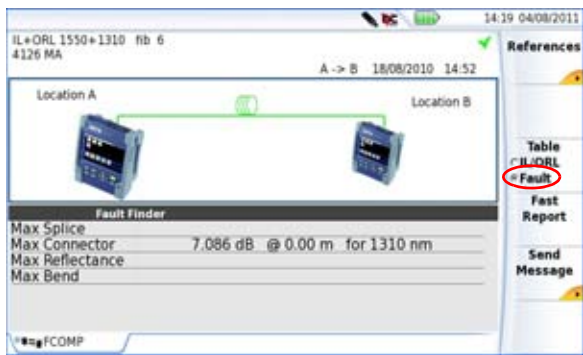 14:19 04/08/2011
IL+ORL 1550+1310 fib 6
4126 MA
A -> B 18/08/2010 14:52
References
Location A
Location B
Table
IL/ORL
Fault
Fault Finder
Fast
Report
Max Splice
Max Connector 7.086 dB @ 0.00 m for 1310 nm
Max Reflectance
Max Bend
Send
Message
FCOMP